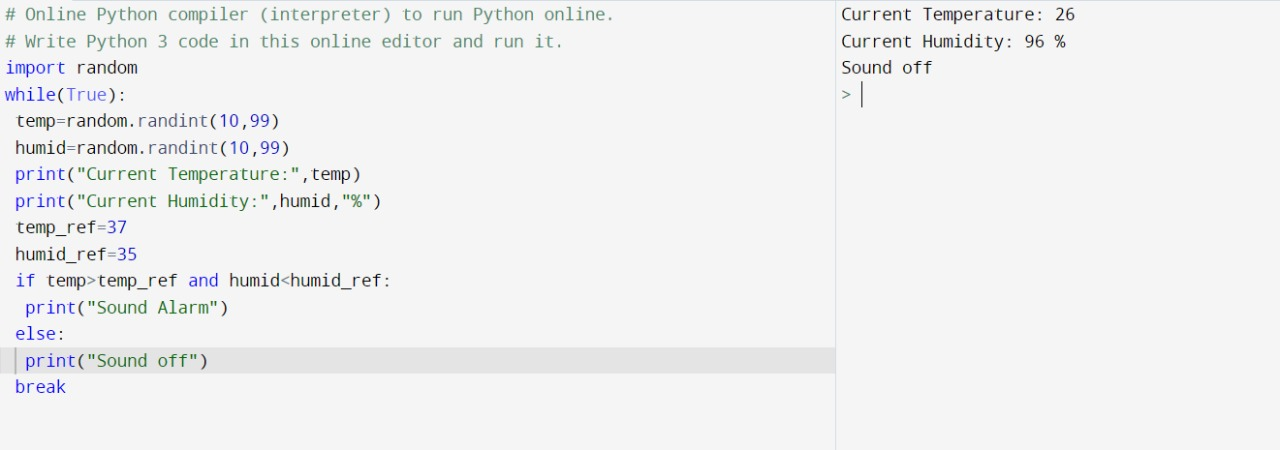 # Online Python compiler (interpreter) to run Python online.
# Write Python 3 code in this online editor and run it.
import random
while(True):
 temp=random.randint(10,99)
 humid=random.randint(10,99)
 print("Current Temperature:",temp)
 print("Current Humidity:",humid,"%")
 temp_ref=37
 humid_ref=35
 if temp>temp_ref and humid<humid_ref:
  print("Sound Alarm")
 else:
  print("Sound off")
 break
Current Temperature: 26
Current Humidity: 96 %
Sound off
>